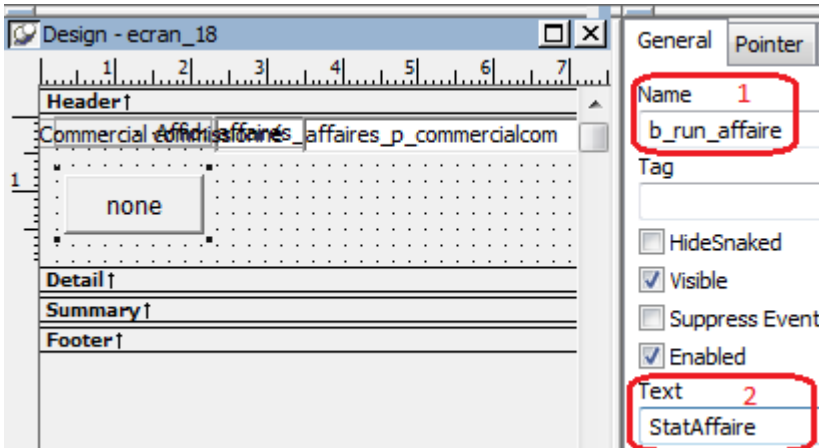 Design - ecran_18
1 2 3 4 5 6 7
Header↑
Commercial commissionné affaires_p_commercialcom
1
none
Detail↑
Summary↑
Footer↑
General Pointer
Name 1
b_run_affaire
Tag
HideSnaked
Visible
Suppress Event
Enabled
Text 2
StatAffaire